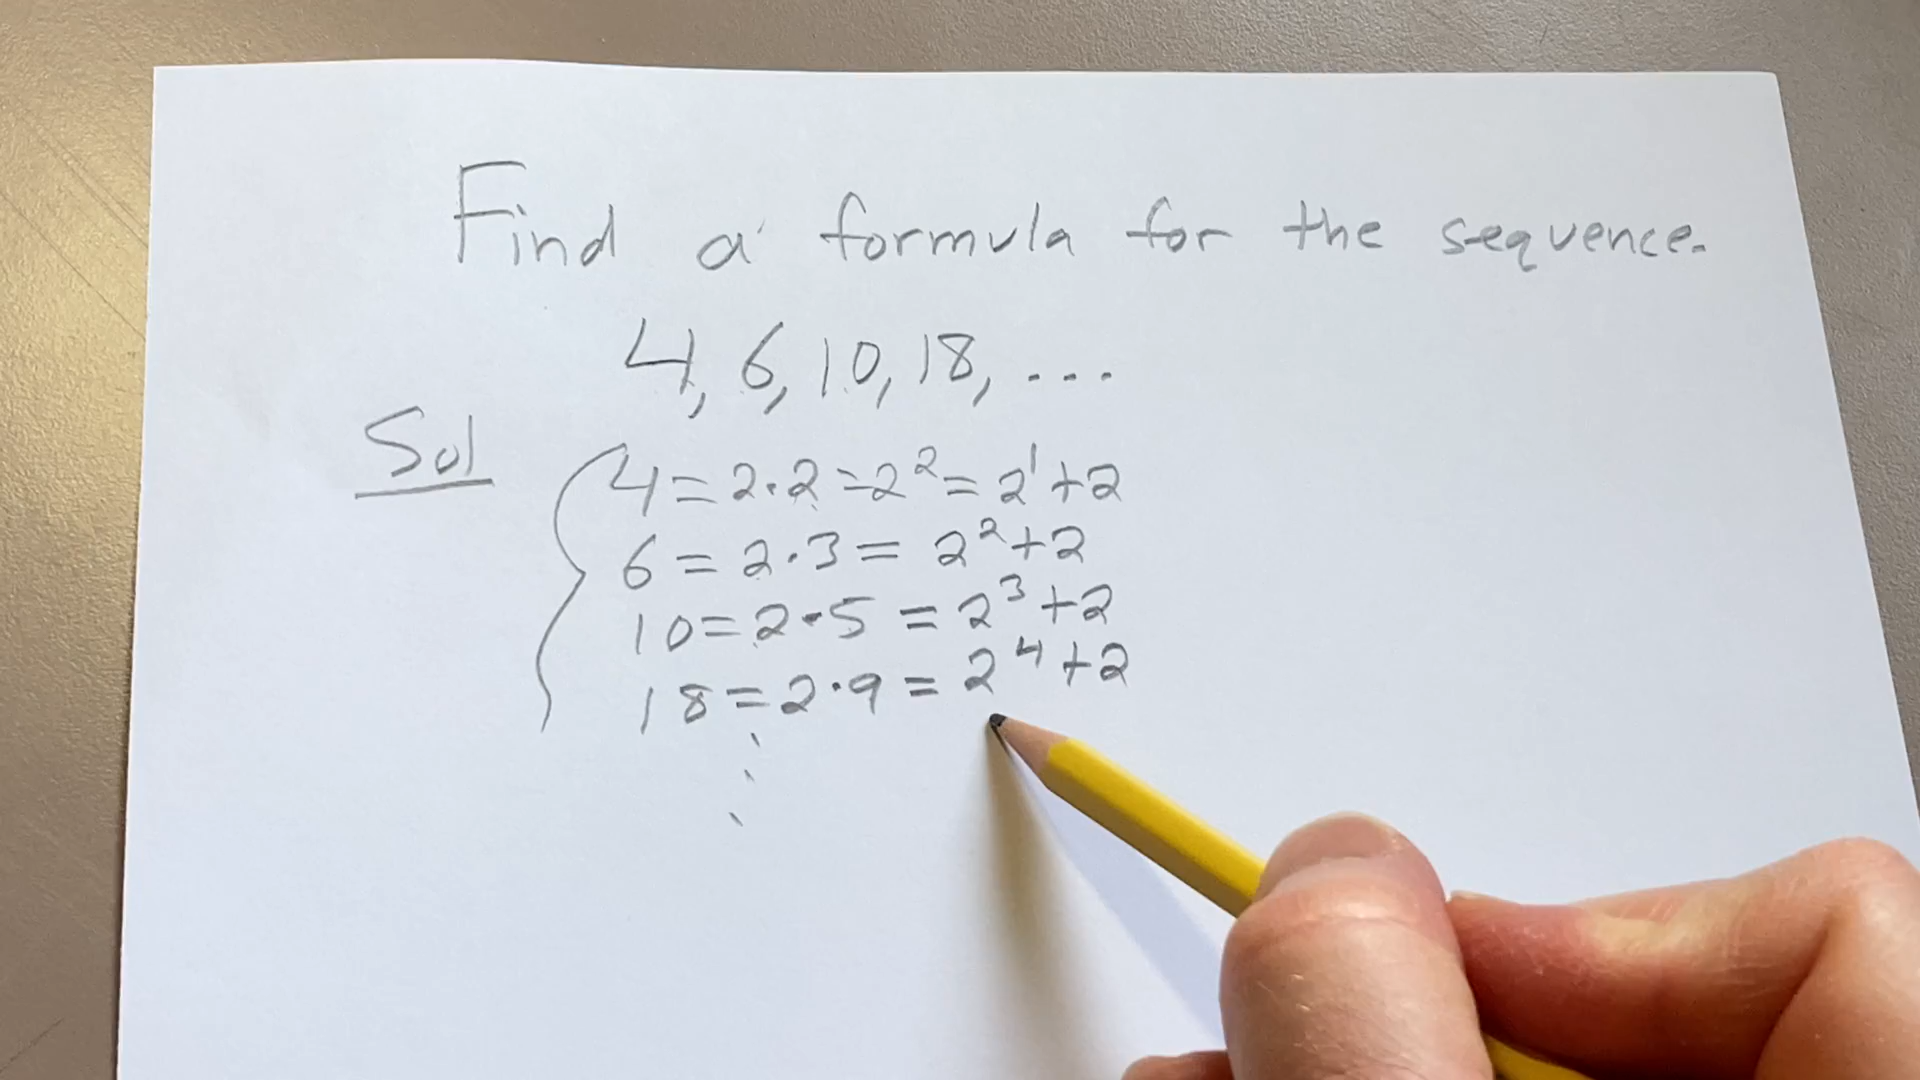 Find a formula for the sequence.
4, 6, 10, 18, ...
Sol
4 = 2·2 = 2² = 2¹ + 2
6 = 2·3 = 2² + 2
10 = 2·5 = 2³ + 2
18 = 2·9 = 2⁴ + 2
⋮